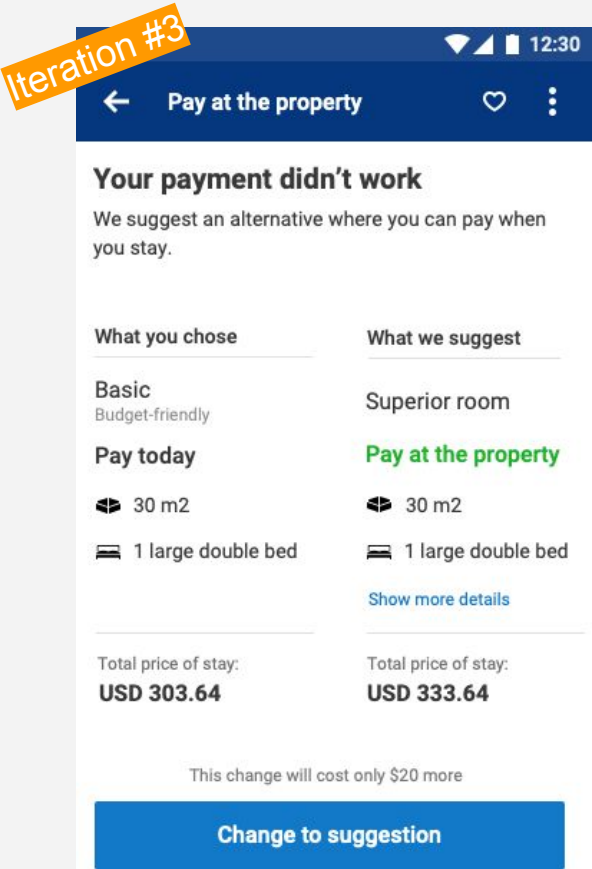 Iteration #3
12:30
Pay at the property
Your payment didn’t work
We suggest an alternative where you can pay when
you stay.
What you chose
What we suggest
Basic
Budget-friendly
Superior room
Pay today
Pay at the property
30 m2
30 m2
1 large double bed
1 large double bed
Show more details
Total price of stay:
Total price of stay:
USD 303.64
USD 333.64
This change will cost only $20 more
Change to suggestion